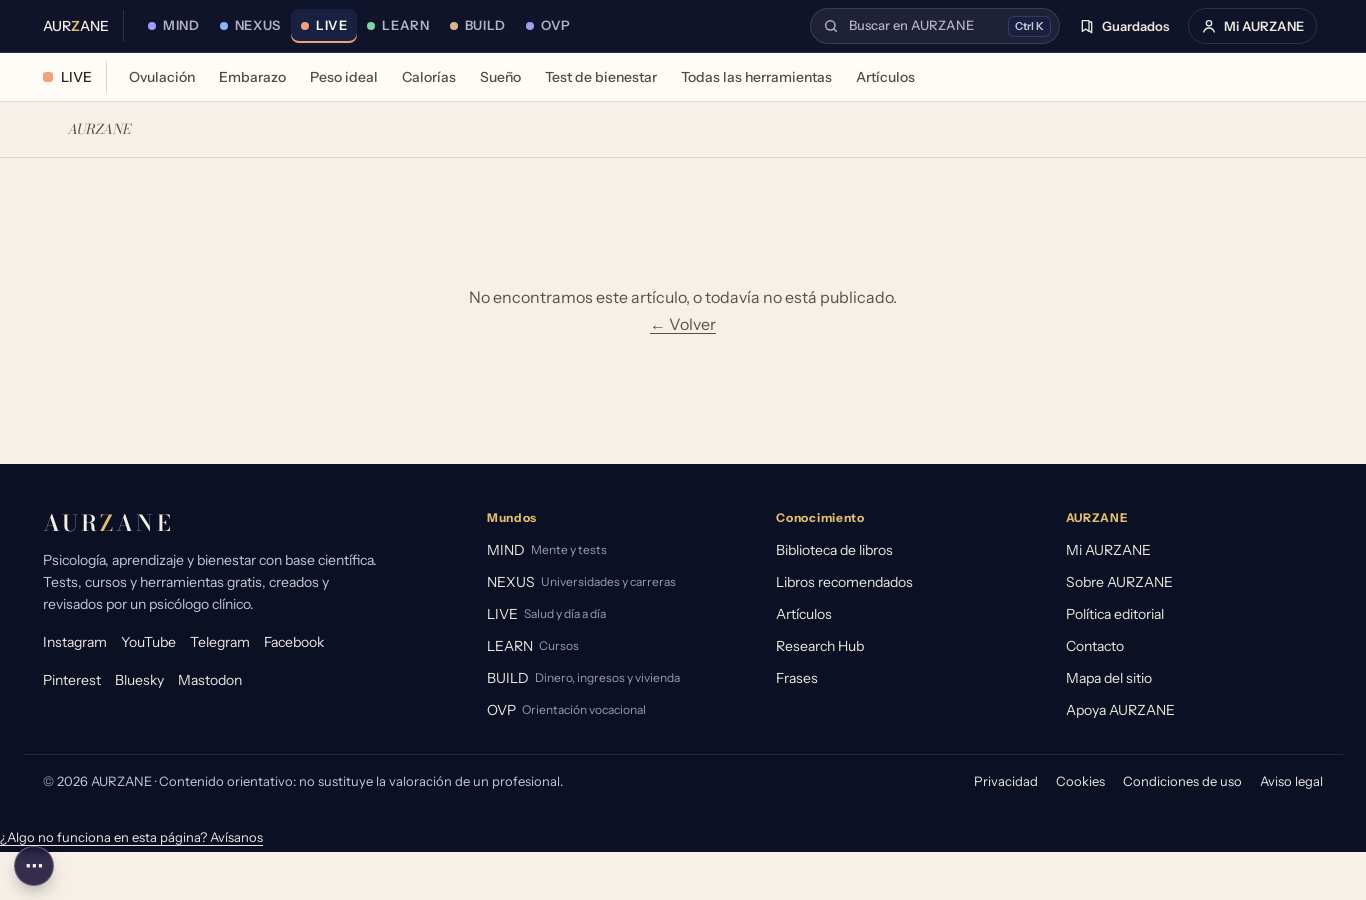 AURZANE
MIND NEXUS LIVE LEARN BUILD OVP
Buscar en AURZANE Ctrl K
Guardados
Mi AURZANE
LIVE
Ovulación Embarazo Peso ideal Calorías Sueño Test de bienestar Todas las herramientas Artículos
AURZANE
No encontramos este artículo, o todavía no está publicado.
← Volver
AURZANE
Psicología, aprendizaje y bienestar con base científica.
Tests, cursos y herramientas gratis, creados y
revisados por un psicólogo clínico.
Instagram YouTube Telegram Facebook
Pinterest Bluesky Mastodon
Mundos
MIND Mente y tests
NEXUS Universidades y carreras
LIVE Salud y día a día
LEARN Cursos
BUILD Dinero, ingresos y vivienda
OVP Orientación vocacional
Conocimiento
Biblioteca de libros
Libros recomendados
Artículos
Research Hub
Frases
AURZANE
Mi AURZANE
Sobre AURZANE
Política editorial
Contacto
Mapa del sitio
Apoya AURZANE
© 2026 AURZANE · Contenido orientativo: no sustituye la valoración de un profesional.
Privacidad Cookies Condiciones de uso Aviso legal
¿Algo no funciona en esta página? Avísanos